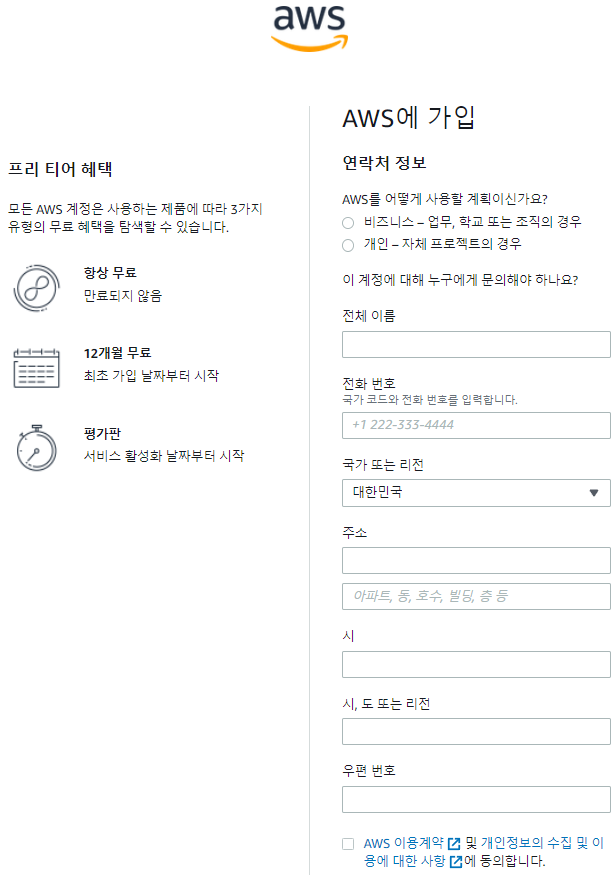 aws
프리 티어 혜택
모든 AWS 계정은 사용하는 제품에 따라 3가지
유형의 무료 혜택을 탐색할 수 있습니다.
항상 무료
만료되지 않음
12개월 무료
최초 가입 날짜부터 시작
평가판
서비스 활성화 날짜부터 시작
AWS에 가입
연락처 정보
AWS를 어떻게 사용할 계획이신가요?
비즈니스 – 업무, 학교 또는 조직의 경우
개인 – 자체 프로젝트의 경우
이 계정에 대해 누구에게 문의해야 하나요?
전체 이름
전화 번호
국가 코드와 전화 번호를 입력합니다.
+1 222-333-4444
국가 또는 리전
대한민국
주소
아파트, 동, 호수, 빌딩, 층 등
시
시, 도 또는 리전
우편 번호
AWS 이용계약 및 개인정보의 수집 및 이
용에 대한 사항에 동의합니다.